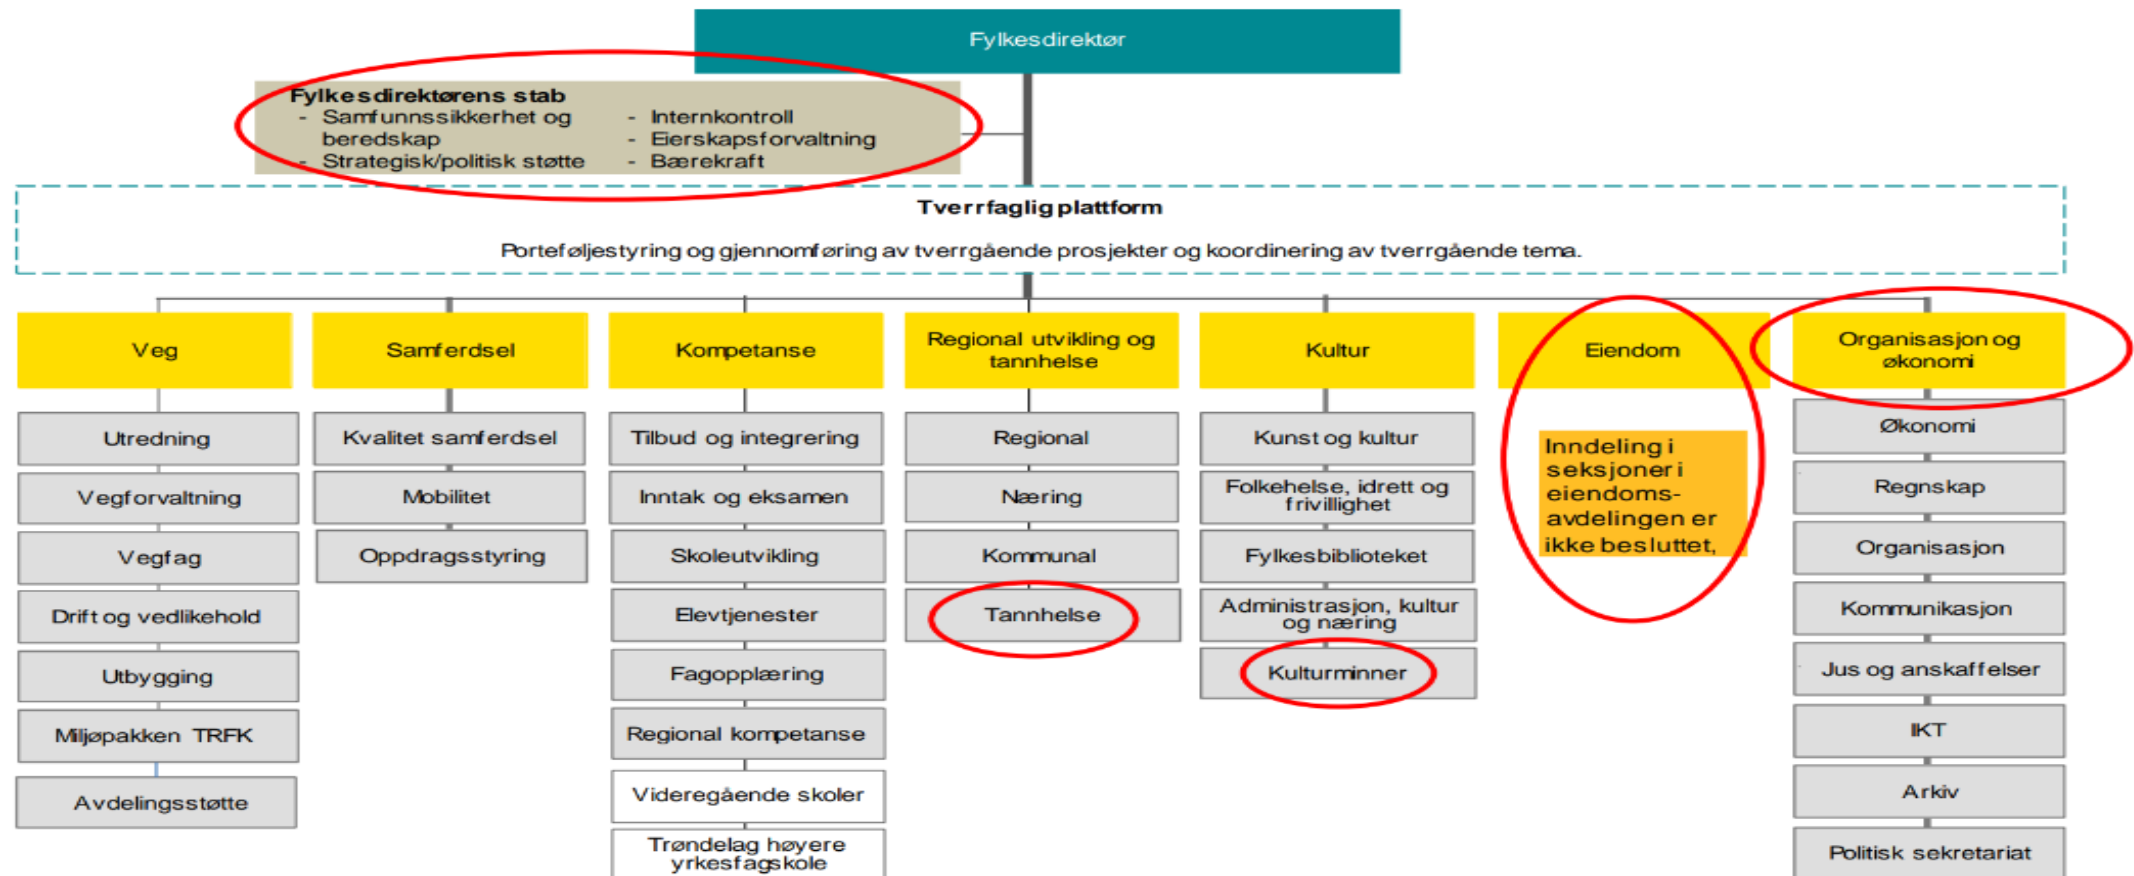 Fylkesdirektør
Fylkesdirektørens stab
- Samfunnssikkerhet og
beredskap
- Strategisk/politisk støtte
- Internkontroll
- Eierskapsforvaltning
- Bærekraft
Tverrfaglig plattform
Porteføljestyring og gjennomføring av tverrgående prosjekter og koordinering av tverrgående tema.
Veg
Utredning
Vegforvaltning
Vegfag
Drift og vedlikehold
Utbygging
Miljøpakken TRFK
Avdelingsstøtte
Samferdsel
Kvalitet samferdsel
Mobilitet
Oppdragsstyring
Kompetanse
Tilbud og integrering
Inntak og eksamen
Skoleutvikling
Elevtjenester
Fagopplæring
Regional kompetanse
Videregående skoler
Trøndelag høyere
yrkesfagskole
Regional utvikling og
tannhelse
Regional
Næring
Kommunal
Tannhelse
Kultur
Kunst og kultur
Folkehelse, idrett og
frivillighet
Fylkesbiblioteket
Administrasjon, kultur
og næring
Kulturminner
Eiendom
Inndeling i
seksjoner i
eiendoms-
avdelingen er
ikke besluttet,
Organisasjon og
økonomi
Økonomi
Regnskap
Organisasjon
Kommunikasjon
Jus og anskaffelser
IKT
Arkiv
Politisk sekretariat